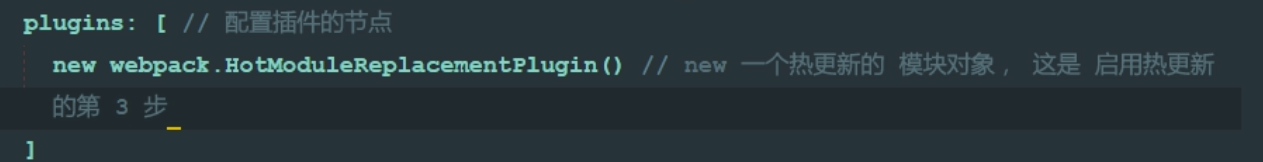 plugins: [ // 配置插件的节点
new webpack.HotModuleReplacementPlugin() // new 一个热更新的 模块对象 ， 这是 启用热更新
的第 3 步
]